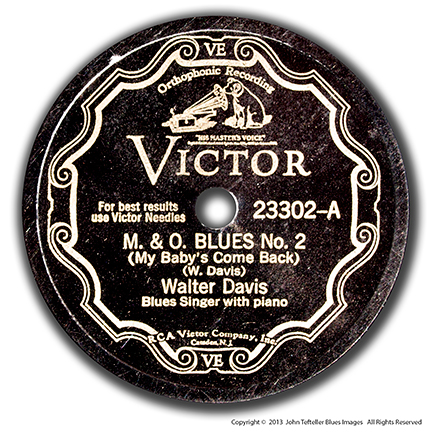 VE
Orthophonic Recording
"HIS MASTER'S VOICE"
VICTOR
For best results
use Victor Needles
23302-A
M. & O. BLUES No. 2
(My Baby's Come Back)
(W. Davis)
Walter Davis
Blues Singer with piano
RCA Victor Company, Inc.
Camden, N.J.
VE
Copyright © 2013 John Tefteller Blues Images All Rights Reserved